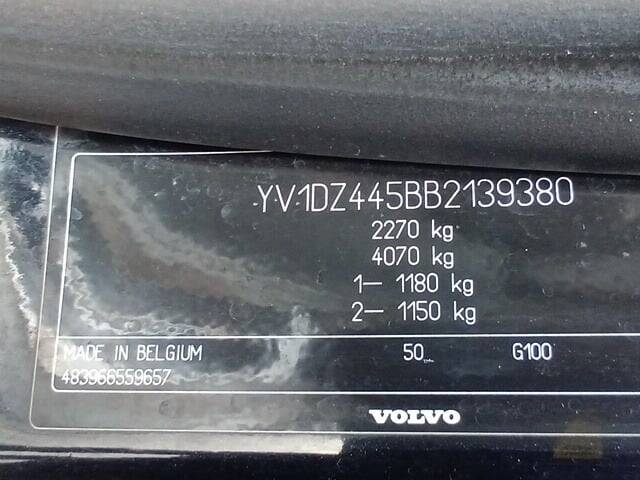 YV1DZ445BB2139380
2270 kg
4070 kg
1— 1180 kg
2— 1150 kg
MADE IN BELGIUM 50 G100
483966559657
VOLVO